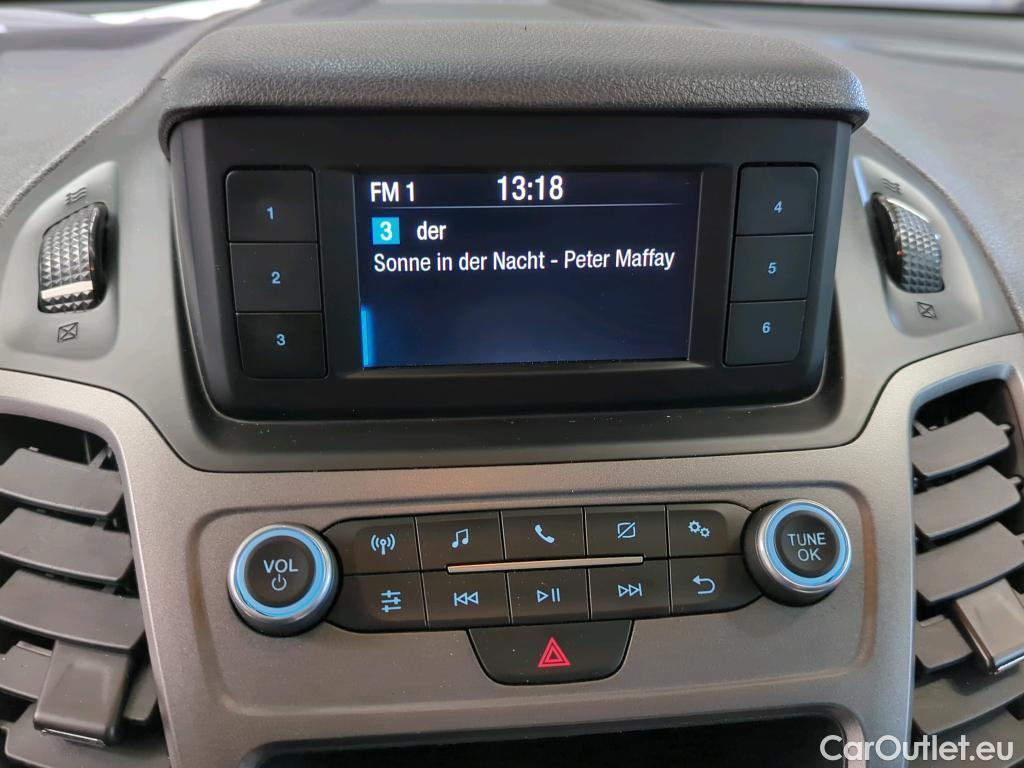 FM 1 13:18
3 der
Sonne in der Nacht - Peter Maffay
1
2
3
4
5
6
VOL
TUNE
OK
CarOutlet.eu